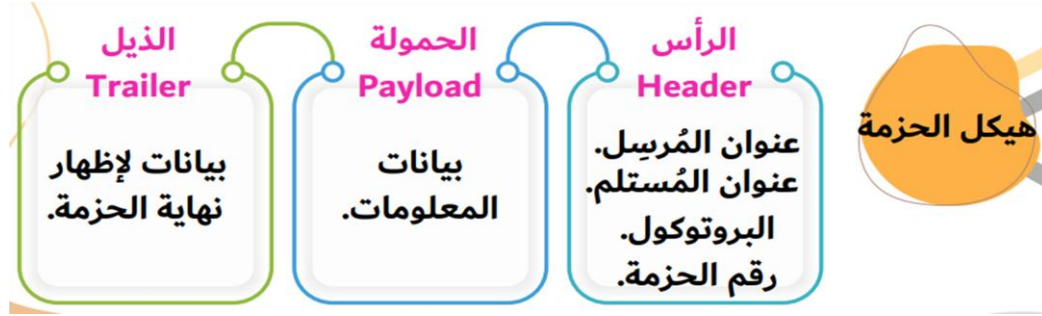 هيكل الحزمة
الرأس
Header
عنوان المُرسِل.
عنوان المُستلم.
البروتوكول.
رقم الحزمة.
الحمولة
Payload
بيانات
المعلومات.
الذيل
Trailer
بيانات لإظهار
نهاية الحزمة.